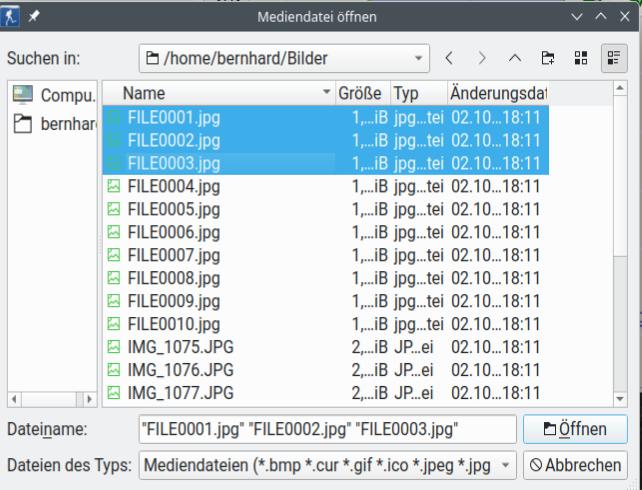 Mediendatei öffnen
Suchen in: /home/bernhard/Bilder
Compu.
bernhar
Name Größe Typ Änderungsdat
FILE0001.jpg 1,...iB jpg...tei 02.10...18:11
FILE0002.jpg 1,...iB jpg...tei 02.10...18:11
FILE0003.jpg 1,...iB jpg...tei 02.10...18:11
FILE0004.jpg 1,...iB jpg...tei 02.10...18:11
FILE0005.jpg 1,...iB jpg...tei 02.10...18:11
FILE0006.jpg 1,...iB jpg...tei 02.10...18:11
FILE0007.jpg 1,...iB jpg...tei 02.10...18:11
FILE0008.jpg 1,...iB jpg...tei 02.10...18:11
FILE0009.jpg 1,...iB jpg...tei 02.10...18:11
FILE0010.jpg 1,...iB jpg...tei 02.10...18:11
IMG_1075.JPG 2,...iB JP...ei 02.10...18:11
IMG_1076.JPG 2,...iB JP...ei 02.10...18:11
IMG_1077.JPG 2,...iB JP...ei 02.10...18:11
Dateiname: "FILE0001.jpg" "FILE0002.jpg" "FILE0003.jpg" Öffnen
Dateien des Typs: Mediendateien (*.bmp *.cur *.gif *.ico *.jpeg *.jpg Abbrechen